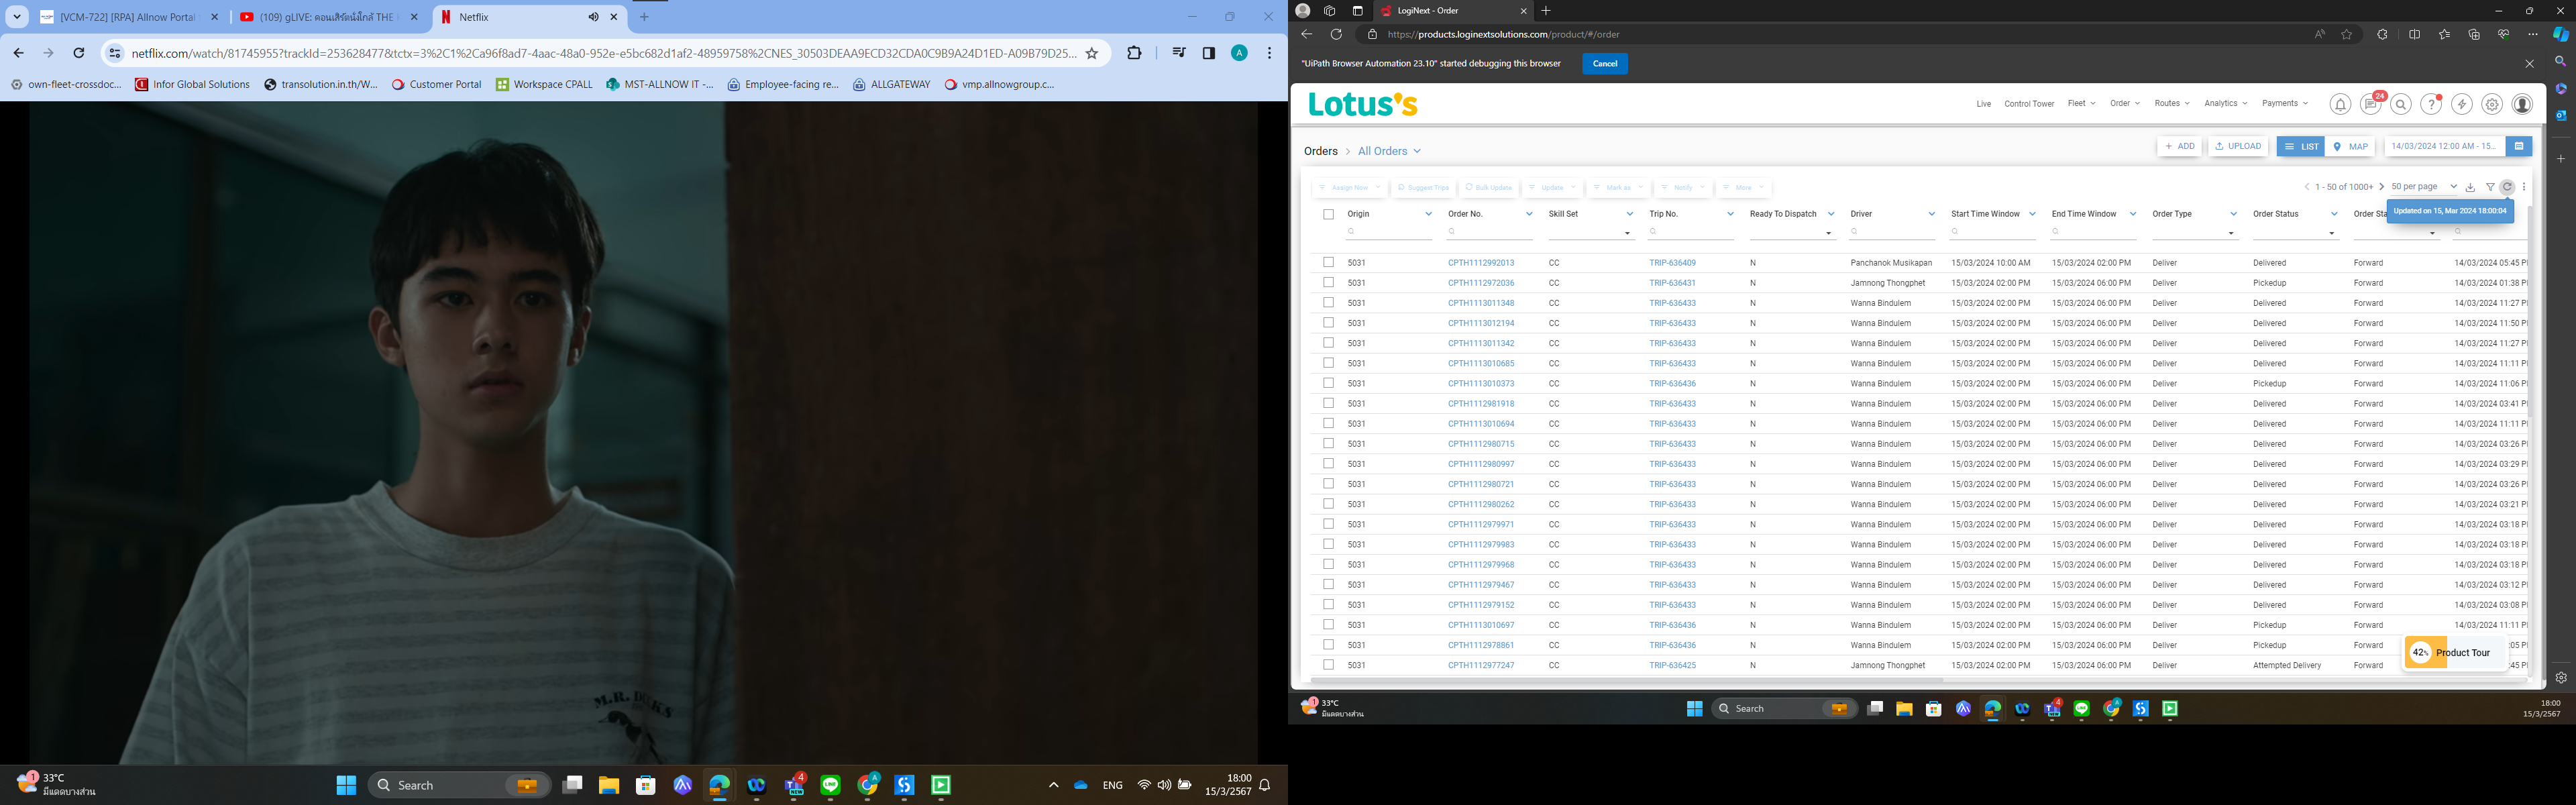 [VCM-722] [RPA] Allnow Portal
(109) gLIVE: คอนเสิร์ตนั่งใกล้ THE
Netflix
netflix.com/watch/81745955?trackId=253628477&tctx=3%2C1%2Ca96f8ad7-4aac-48a0-952e-e5bc682d1af2-48959758%2CNES_30503DEAA9ECD32CDA0C9B9A24D1ED-A09B79D25...
A
own-fleet-crossdoc...
Infor Global Solutions
transolution.in.th/W...
Customer Portal
Workspace CPALL
MST-ALLNOW IT -...
Employee-facing re...
ALLGATEWAY
vmp.allnowgroup.c...
1
33°C
มีแดดบางส่วน
Search
4
NEW
A
ENG
18:00
15/3/2567
LogiNext - Order
https://products.loginextsolutions.com/product/#/order
"UiPath Browser Automation 23.10" started debugging this browser
Cancel
Lotus's
Live
Control Tower
Fleet
Order
Routes
Analytics
Payments
24
Orders
All Orders
ADD
UPLOAD
LIST
MAP
14/03/2024 12:00 AM - 15...
Assign Now
Suggest Trips
Bulk Update
Update
Mark as
Notify
More
1 - 50 of 1000+
50 per page
Updated on 15, Mar 2024 18:00:04
Origin Order No. Skill Set Trip No. Ready To Dispatch Driver Start Time Window End Time Window Order Type Order Status Order Sta
5031 CPTH1112992013 CC TRIP-636409 N Panchanok Musikapan 15/03/2024 10:00 AM 15/03/2024 02:00 PM Deliver Delivered Forward 14/03/2024 05:45 P
5031 CPTH1112972036 CC TRIP-636431 N Jamnong Thongphet 15/03/2024 02:00 PM 15/03/2024 06:00 PM Deliver Pickedup Forward 14/03/2024 01:38 P
5031 CPTH1113011348 CC TRIP-636433 N Wanna Bindulem 15/03/2024 02:00 PM 15/03/2024 06:00 PM Deliver Delivered Forward 14/03/2024 11:27 P
5031 CPTH1113012194 CC TRIP-636433 N Wanna Bindulem 15/03/2024 02:00 PM 15/03/2024 06:00 PM Deliver Delivered Forward 14/03/2024 11:50 P
5031 CPTH1113011342 CC TRIP-636433 N Wanna Bindulem 15/03/2024 02:00 PM 15/03/2024 06:00 PM Deliver Delivered Forward 14/03/2024 11:27 P
5031 CPTH1113010685 CC TRIP-636433 N Wanna Bindulem 15/03/2024 02:00 PM 15/03/2024 06:00 PM Deliver Delivered Forward 14/03/2024 11:11 P
5031 CPTH1113010373 CC TRIP-636436 N Wanna Bindulem 15/03/2024 02:00 PM 15/03/2024 06:00 PM Deliver Pickedup Forward 14/03/2024 11:06 P
5031 CPTH1112981918 CC TRIP-636433 N Wanna Bindulem 15/03/2024 02:00 PM 15/03/2024 06:00 PM Deliver Delivered Forward 14/03/2024 03:41 P
5031 CPTH1113010694 CC TRIP-636433 N Wanna Bindulem 15/03/2024 02:00 PM 15/03/2024 06:00 PM Deliver Delivered Forward 14/03/2024 11:11 P
5031 CPTH1112980715 CC TRIP-636433 N Wanna Bindulem 15/03/2024 02:00 PM 15/03/2024 06:00 PM Deliver Delivered Forward 14/03/2024 03:26 P
5031 CPTH1112980997 CC TRIP-636433 N Wanna Bindulem 15/03/2024 02:00 PM 15/03/2024 06:00 PM Deliver Delivered Forward 14/03/2024 03:29 P
5031 CPTH1112980721 CC TRIP-636433 N Wanna Bindulem 15/03/2024 02:00 PM 15/03/2024 06:00 PM Deliver Delivered Forward 14/03/2024 03:26 P
5031 CPTH1112980262 CC TRIP-636433 N Wanna Bindulem 15/03/2024 02:00 PM 15/03/2024 06:00 PM Deliver Delivered Forward 14/03/2024 03:21 P
5031 CPTH1112979971 CC TRIP-636433 N Wanna Bindulem 15/03/2024 02:00 PM 15/03/2024 06:00 PM Deliver Delivered Forward 14/03/2024 03:18 P
5031 CPTH1112979983 CC TRIP-636433 N Wanna Bindulem 15/03/2024 02:00 PM 15/03/2024 06:00 PM Deliver Delivered Forward 14/03/2024 03:18 P
5031 CPTH1112979968 CC TRIP-636433 N Wanna Bindulem 15/03/2024 02:00 PM 15/03/2024 06:00 PM Deliver Delivered Forward 14/03/2024 03:18 P
5031 CPTH1112979467 CC TRIP-636433 N Wanna Bindulem 15/03/2024 02:00 PM 15/03/2024 06:00 PM Deliver Delivered Forward 14/03/2024 03:12 P
5031 CPTH1112979152 CC TRIP-636433 N Wanna Bindulem 15/03/2024 02:00 PM 15/03/2024 06:00 PM Deliver Delivered Forward 14/03/2024 03:08 P
5031 CPTH1113010697 CC TRIP-636436 N Wanna Bindulem 15/03/2024 02:00 PM 15/03/2024 06:00 PM Deliver Pickedup Forward 14/03/2024 11:11 P
5031 CPTH1112978861 CC TRIP-636436 N Wanna Bindulem 15/03/2024 02:00 PM 15/03/2024 06:00 PM Deliver Pickedup Forward :05 P
5031 CPTH1112977247 CC TRIP-636425 N Jamnong Thongphet 15/03/2024 02:00 PM 15/03/2024 06:00 PM Deliver Attempted Delivery Forward :45 P
42% Product Tour
1
33°C
มีแดดบางส่วน
Search
4
A
18:00
15/3/2567